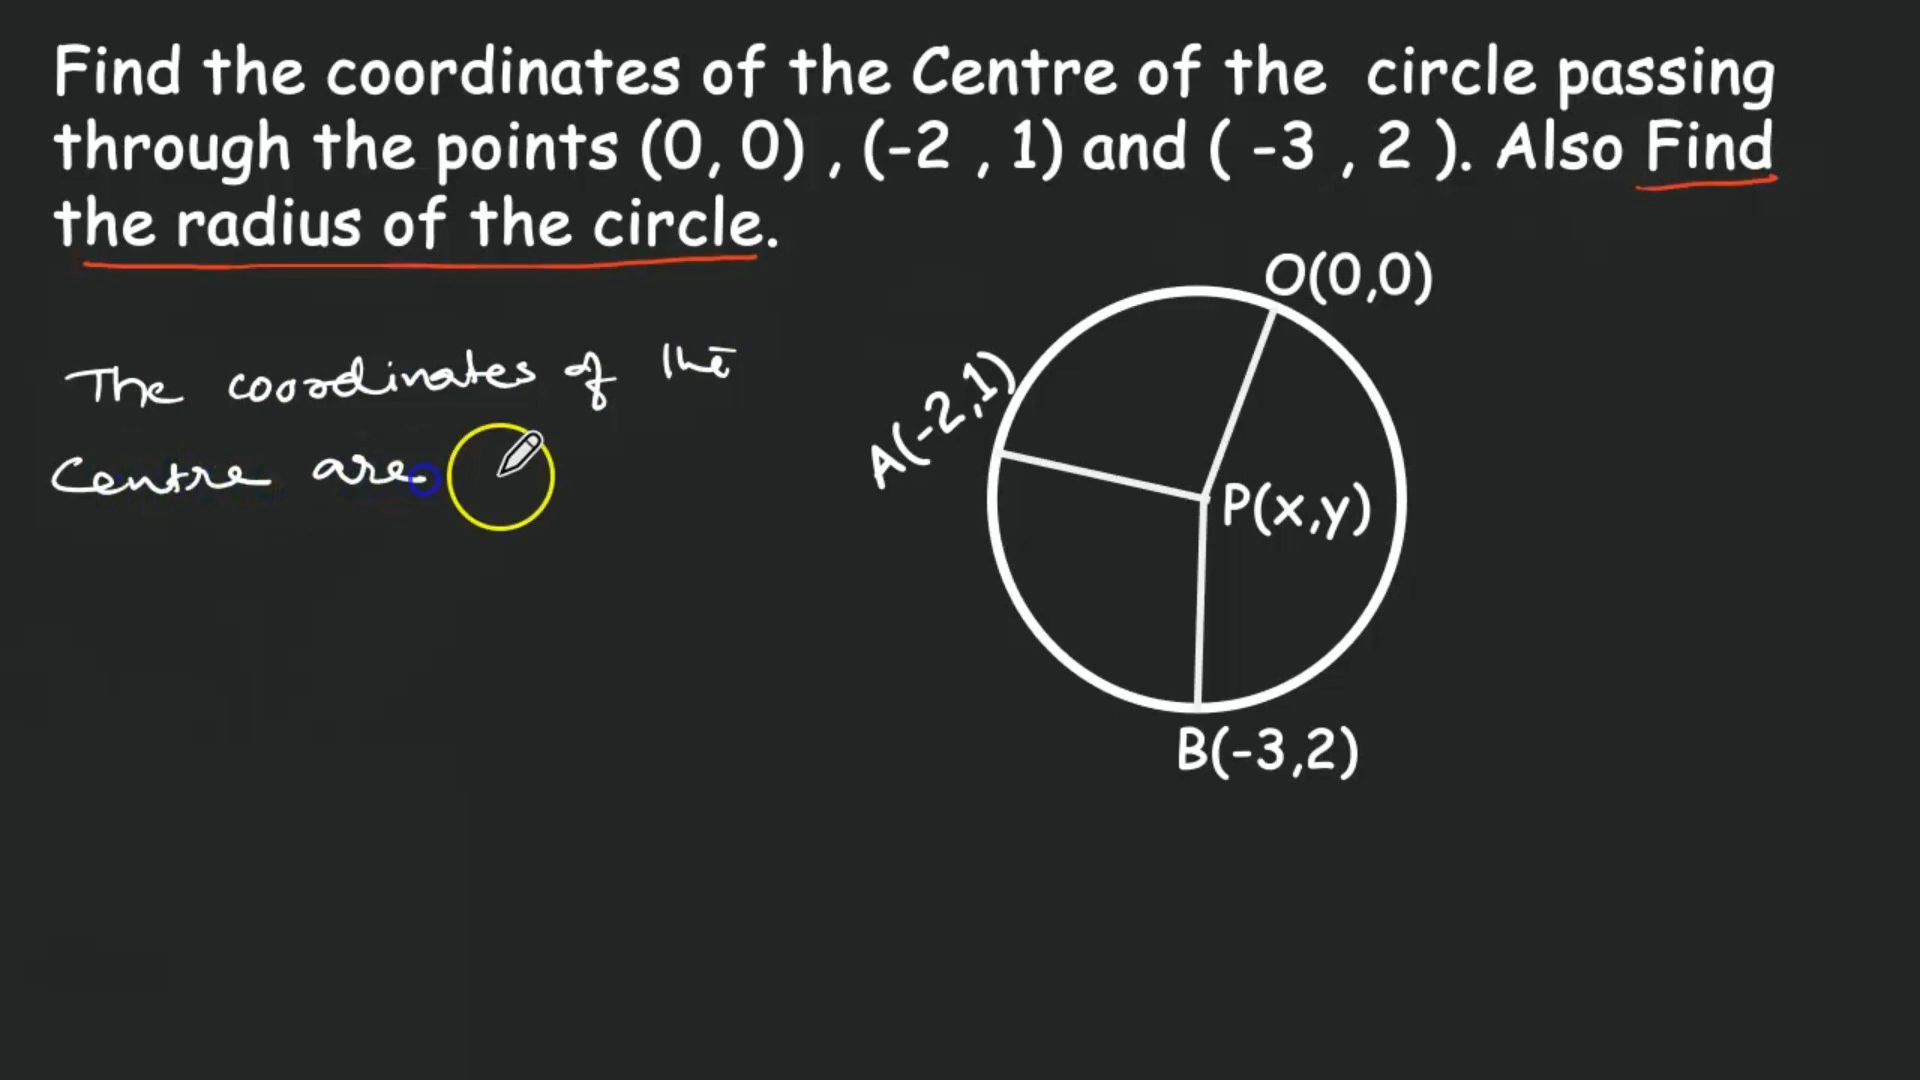 Find the coordinates of the Centre of the circle passing
through the points (0, 0) , (-2 , 1) and ( -3 , 2 ). Also Find
the radius of the circle.
O(0,0)
The coordinates of the
A(-2,1)
Centre are
P(x,y)
B(-3,2)